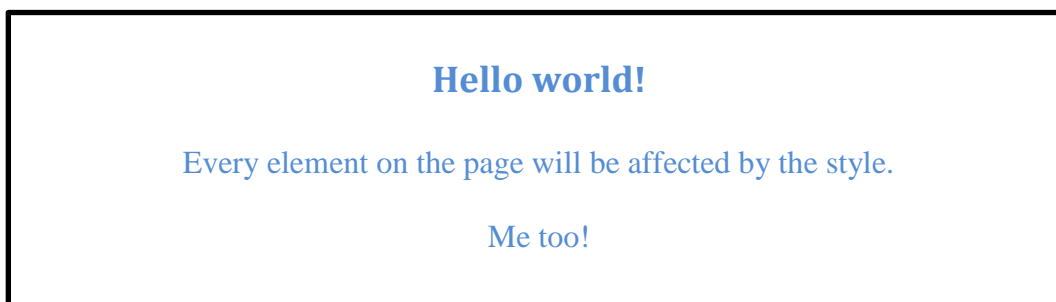 Hello world!
Every element on the page will be affected by the style.
Me too!